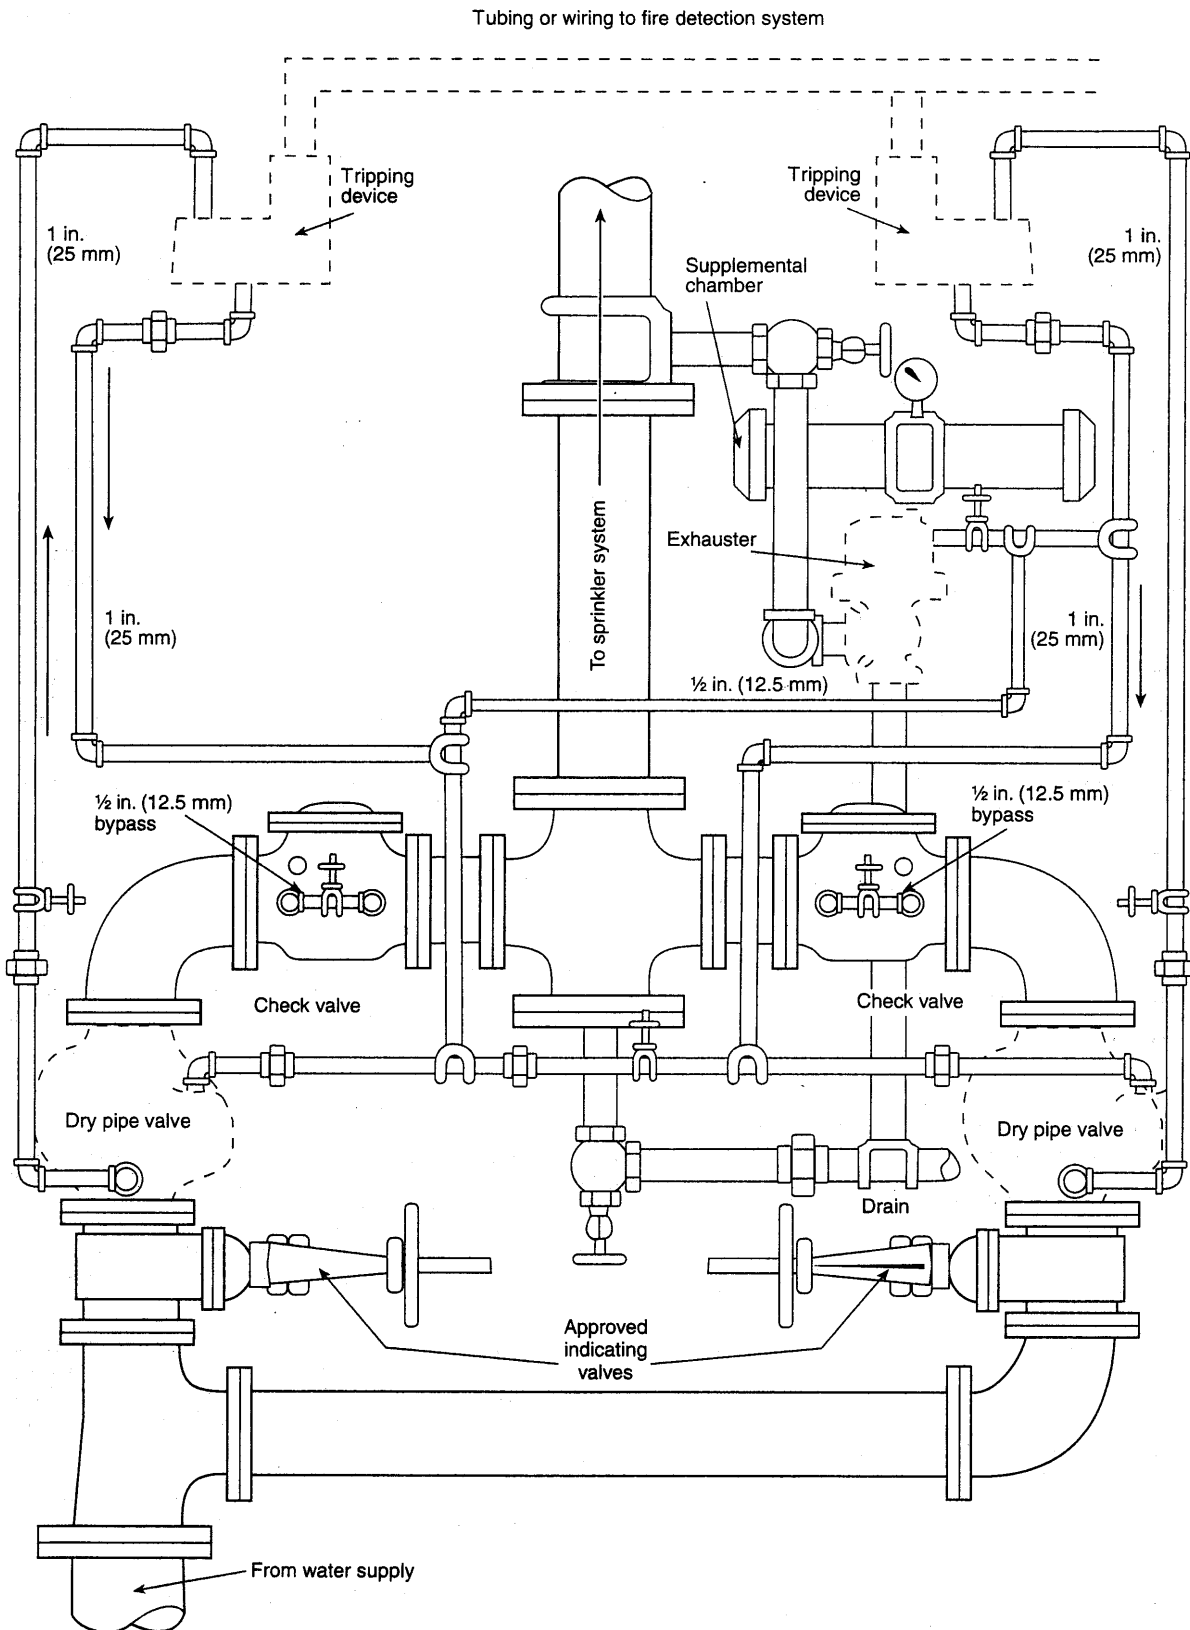 Tubing or wiring to fire detection system
Tripping
device
Tripping
device
1 in.
(25 mm)
1 in.
(25 mm)
Supplemental
chamber
Exhauster
To sprinkler system
1 in.
(25 mm)
1 in.
(25 mm)
½ in. (12.5 mm)
½ in. (12.5 mm)
bypass
½ in. (12.5 mm)
bypass
Check valve
Check valve
Dry pipe valve
Dry pipe valve
Drain
Approved
indicating
valves
From water supply